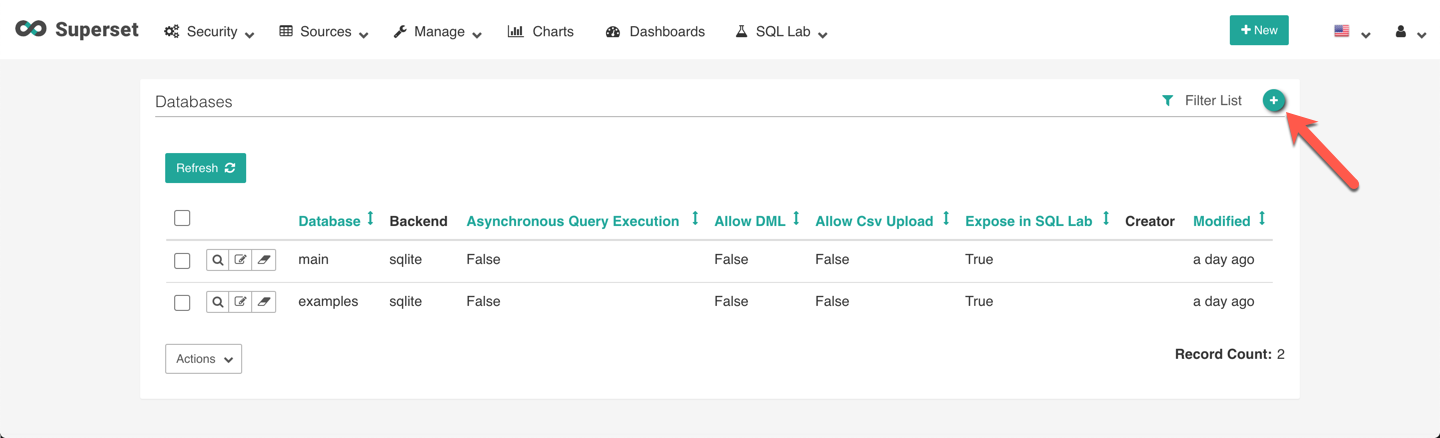 Superset Security Sources Manage Charts Dashboards SQL Lab + New
Databases Filter List +
Refresh
Database Backend Asynchronous Query Execution Allow DML Allow Csv Upload Expose in SQL Lab Creator Modified
main sqlite False False False True a day ago
examples sqlite False False False True a day ago
Actions Record Count: 2